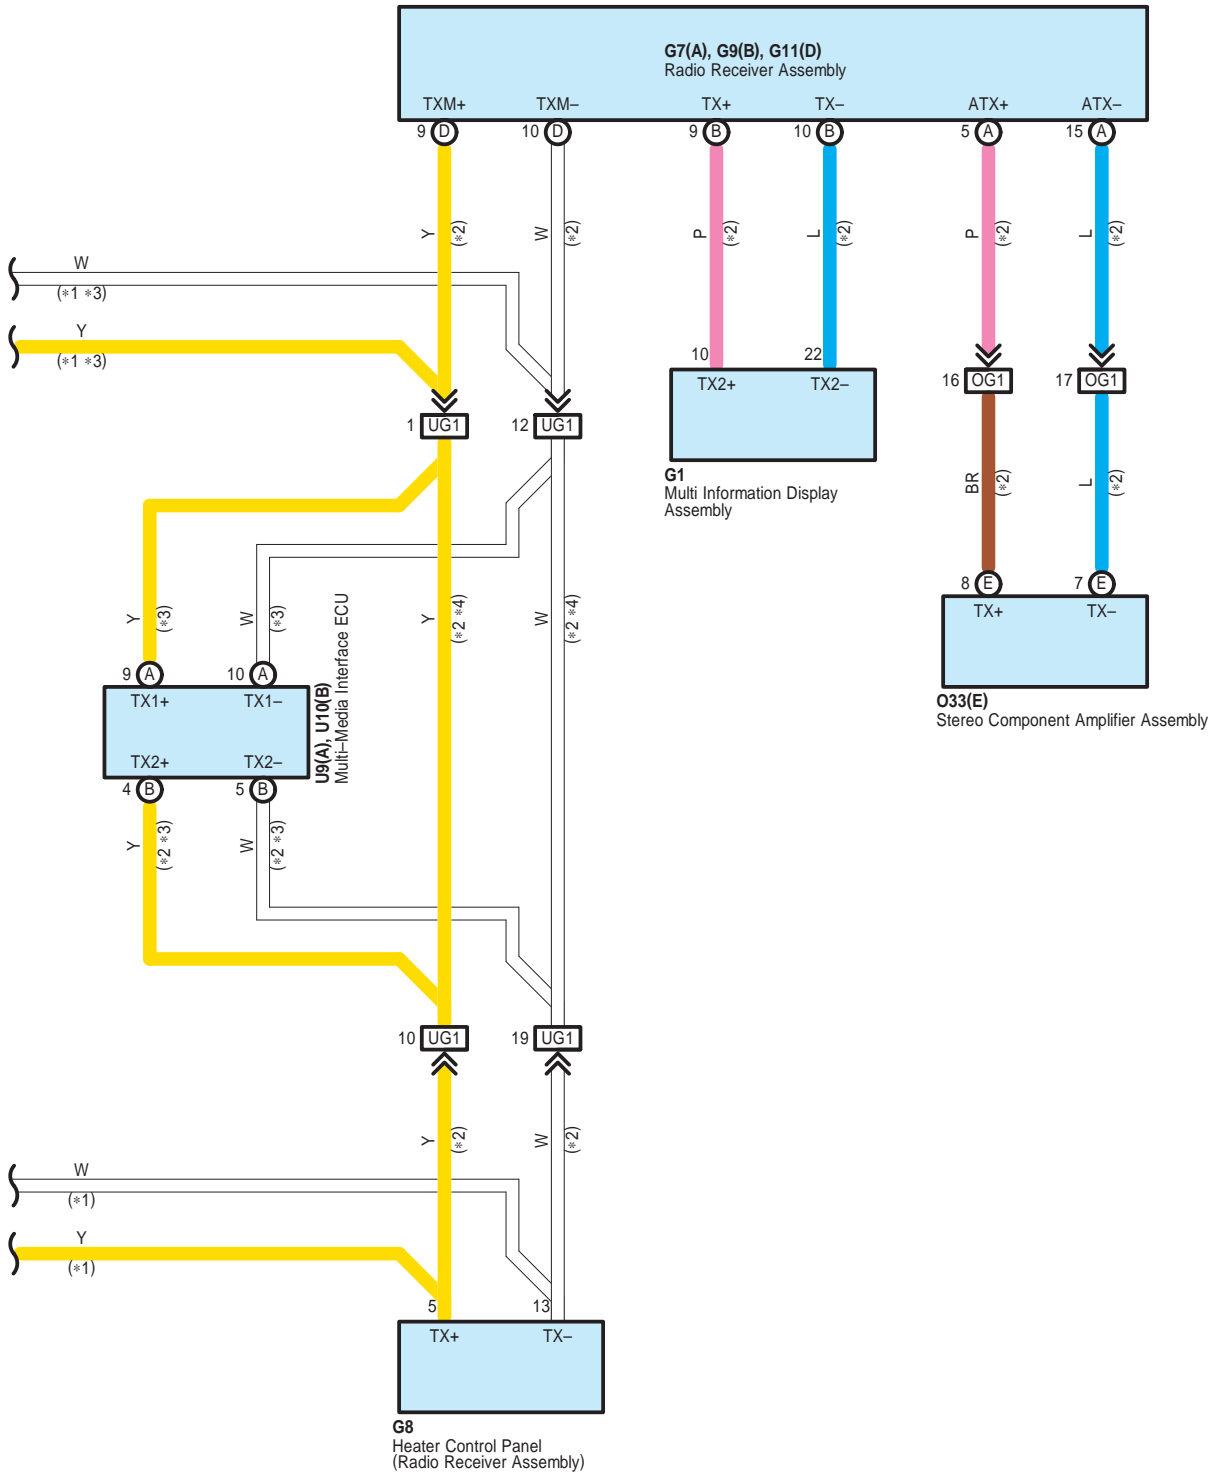 G7(A), G9(B), G11(D)
Radio Receiver Assembly
TXM+ TXM– TX+ TX– ATX+ ATX–
9 D 10 D 9 B 10 B 5 A 15 A
Y (*2) W (*2) P (*2) L (*2) P (*2) L (*2)
W
(*1 *3)
Y
(*1 *3)
10 22
TX2+ TX2–
16 OG1 17 OG1
1 UG1 12 UG1
G1
Multi Information Display
Assembly
BR (*2) L (*2)
8 E 7 E
TX+ TX–
O33(E)
Stereo Component Amplifier Assembly
Y (*3) W (*3) Y (*2 *4) W (*2 *4)
9 A 10 A
TX1+ TX1–
TX2+ TX2–
U9(A), U10(B)
Multi–Media Interface ECU
4 B 5 B
Y (*2 *3) W (*2 *3)
10 UG1 19 UG1
Y (*2) W (*2)
W
(*1)
Y
(*1)
5 13
TX+ TX–
G8
Heater Control Panel
(Radio Receiver Assembly)